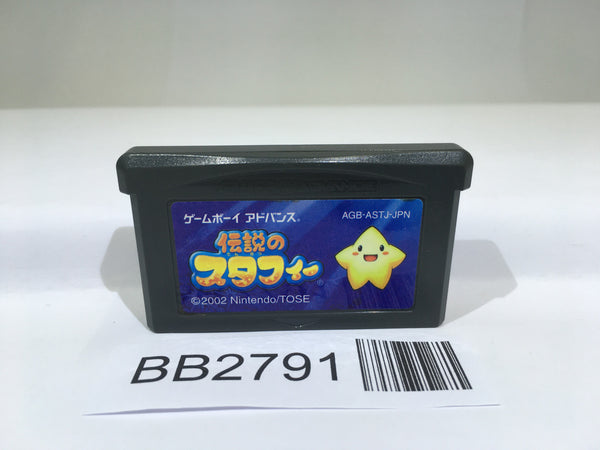 ゲームボーイ アドバンス
AGB-ASTJ-JPN
伝説の
スタフィー
®
©2002 Nintendo/TOSE
BB2791